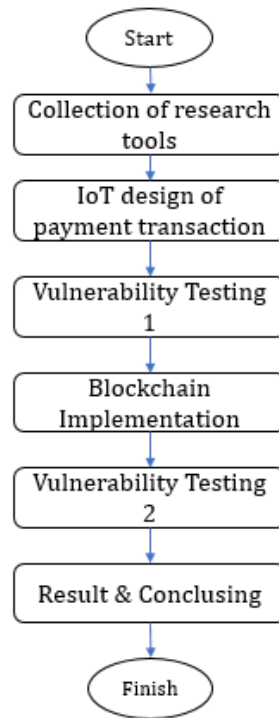 Start
Collection of research
tools
IoT design of
payment transaction
Vulnerability Testing
1
Blockchain
Implementation
Vulnerability Testing
2
Result & Conclusing
Finish